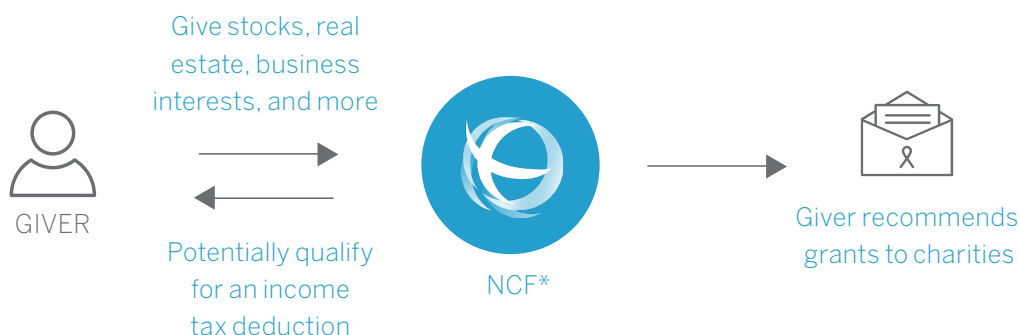 Give stocks, real
estate, business
interests, and more
GIVER
Potentially qualify
for an income
tax deduction
NCF*
Giver recommends
grants to charities